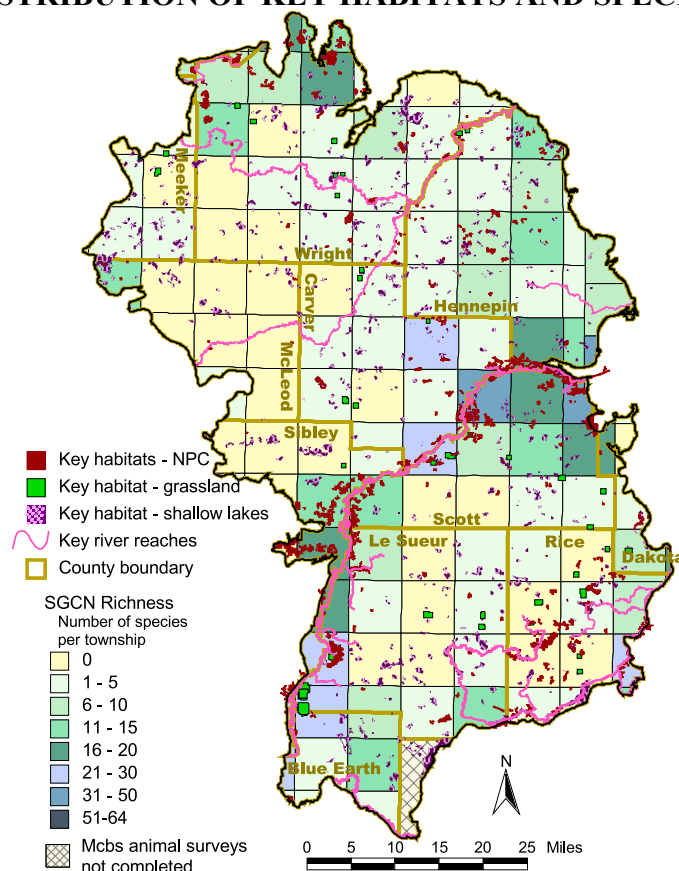 STRIBUTION OF KEY HABITATS AND SPECI
Meeker
Wright
Carver
Hennepin
McLeod
Sibley
Scott
Le Sueur
Rice
Dakota
Blue Earth
Key habitats - NPC
Key habitat - grassland
Key habitat - shallow lakes
Key river reaches
County boundary
SGCN Richness
Number of species
per township
0
1 - 5
6 - 10
11 - 15
16 - 20
21 - 30
31 - 50
51-64
Mcbs animal surveys
not completed
N
0 5 10 15 20 25 Miles